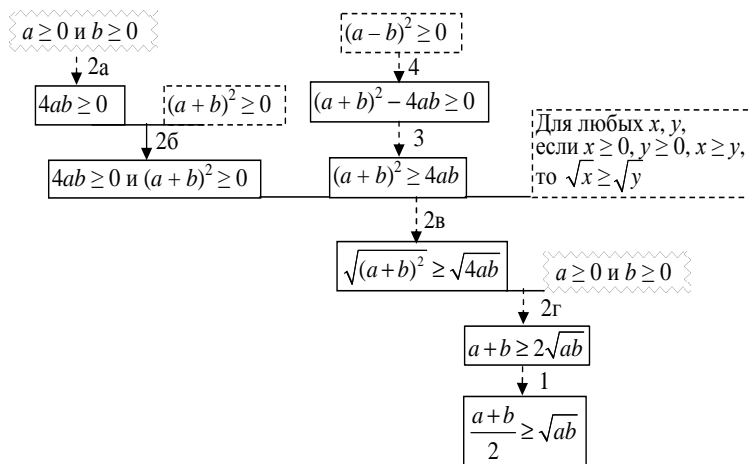 a ≥ 0 и b ≥ 0
(a – b)² ≥ 0
2а
4
4ab ≥ 0
(a + b)² ≥ 0
(a + b)² – 4ab ≥ 0
Для любых x, y,
если x ≥ 0, y ≥ 0, x ≥ y,
то √x ≥ √y
2б
3
4ab ≥ 0 и (a + b)² ≥ 0
(a + b)² ≥ 4ab
2в
√(a+b)² ≥ √4ab
a ≥ 0 и b ≥ 0
2г
a + b ≥ 2√ab
1
a+b
2
≥ √ab